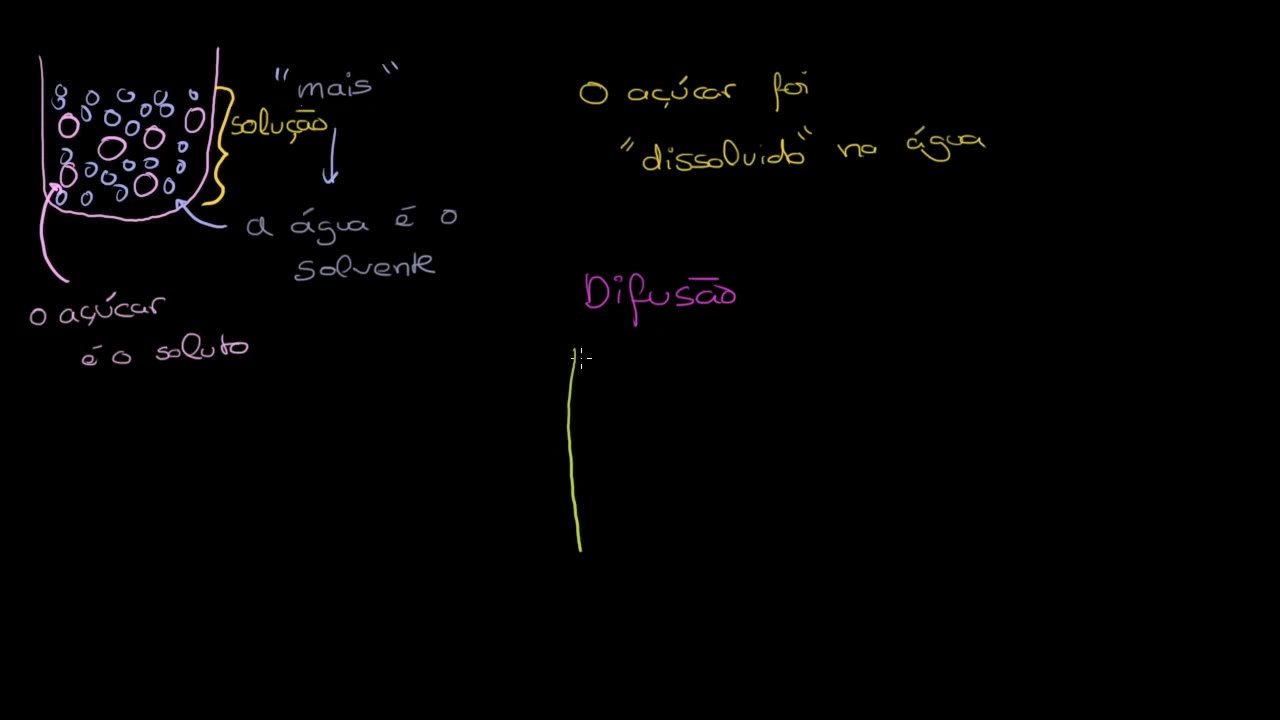 "mais"
solução
a água é o
solvente
o açúcar
é o soluto
O açúcar foi
"dissolvido" na água
Difusão